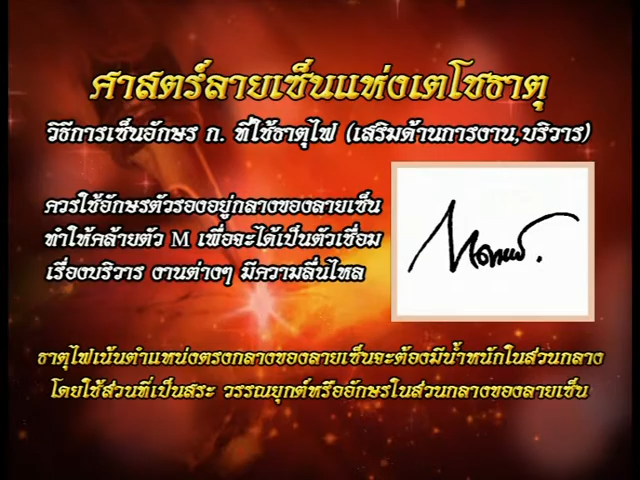 ศาสตร์ลายเซ็นแห่งเตโชธาตุ
วิธีการเซ็นอักษร ก. ที่ใช้ธาตุไฟ (เสริมด้านการงาน,บริวาร)
ควรใช้อักษรตัวรองอยู่กลางของลายเซ็น
ทำให้คล้ายตัว M เพื่อจะได้เป็นตัวเชื่อม
เรื่องบริวาร งานต่างๆ มีความลื่นไหล
ธาตุไฟเน้นตำแหน่งตรงกลางของลายเซ็นจะต้องมีน้ำหนักในส่วนกลาง
โดยใช้ส่วนที่เป็นสระ วรรณยุกต์หรืออักษรในส่วนกลางของลายเซ็น